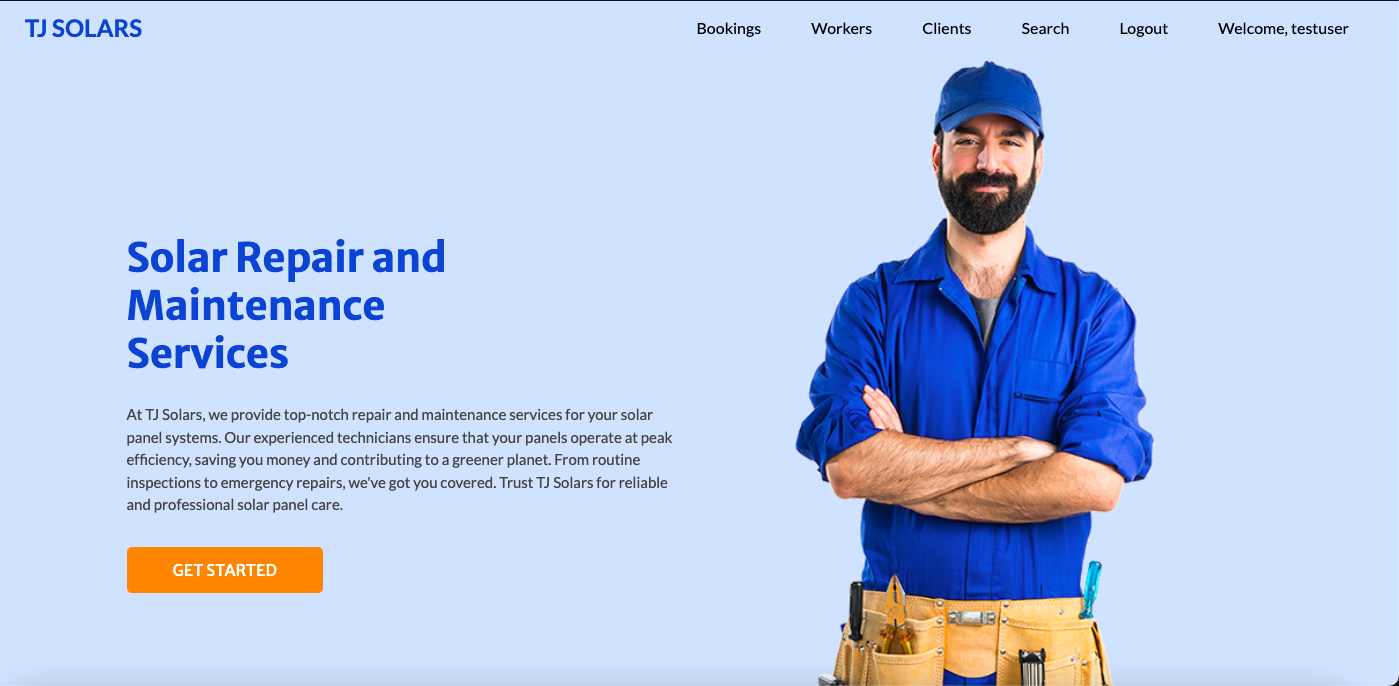 TJ SOLARS
Bookings Workers Clients Search Logout Welcome, testuser
Solar Repair and
Maintenance
Services
At TJ Solars, we provide top-notch repair and maintenance services for your solar
panel systems. Our experienced technicians ensure that your panels operate at peak
efficiency, saving you money and contributing to a greener planet. From routine
inspections to emergency repairs, we've got you covered. Trust TJ Solars for reliable
and professional solar panel care.
GET STARTED